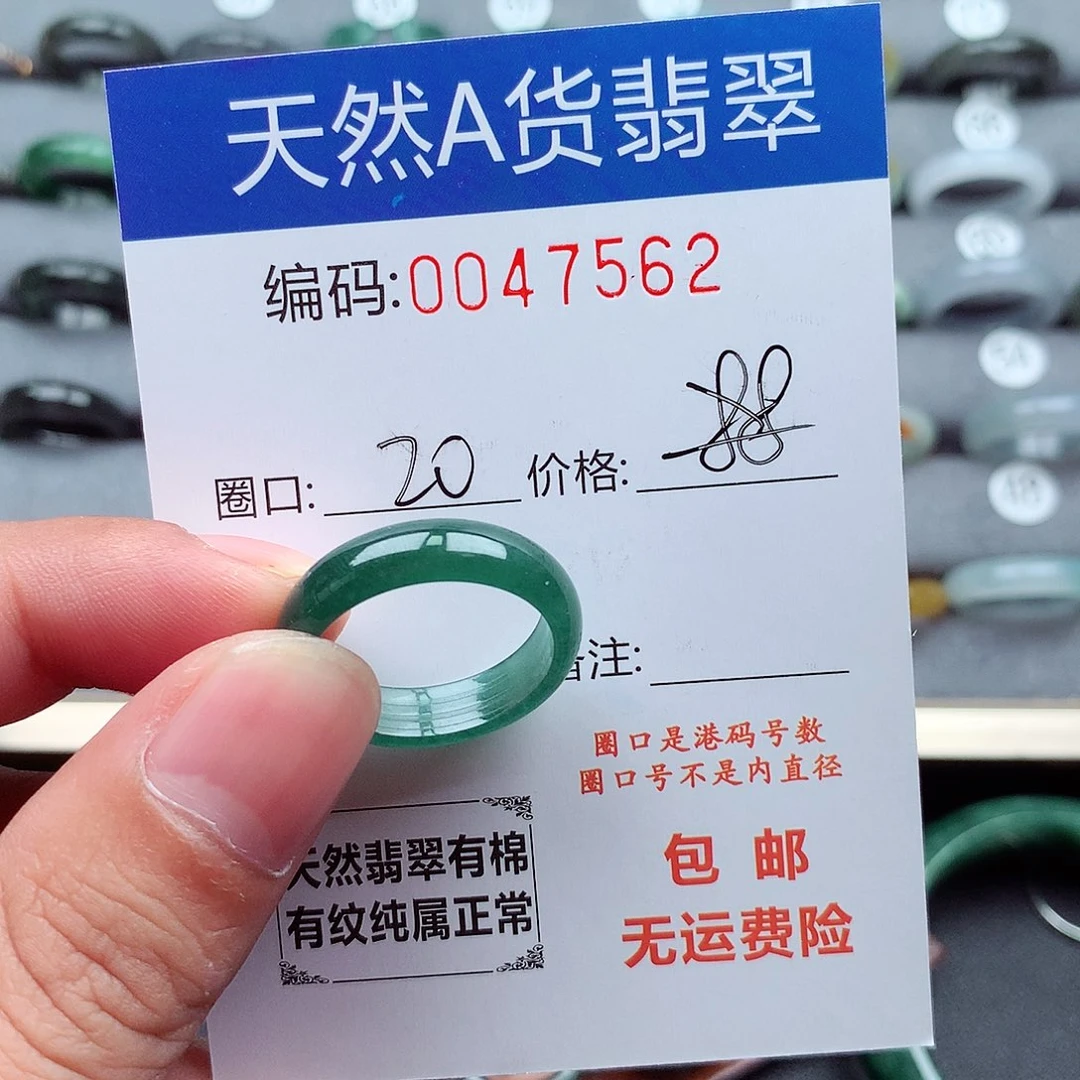 天然A货翡翠
编码:0047562
圈口: 20 价格: 88
注:
圈口是港码号数
圈口号不是内直径
天然翡翠有棉
有纹纯属正常
包邮
无运费险